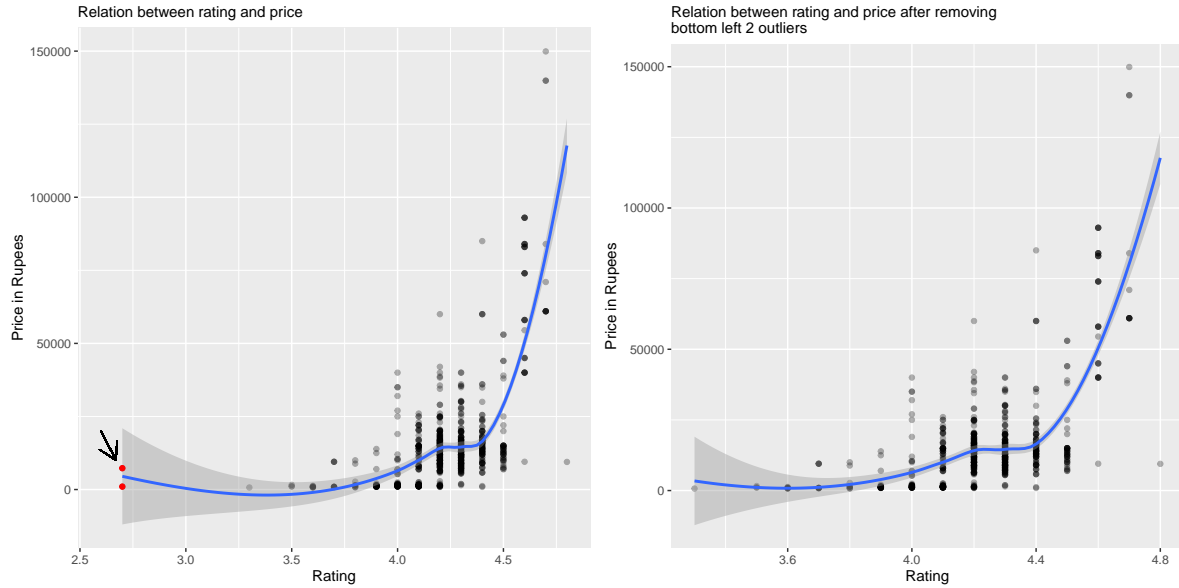 Relation between rating and price
150000
100000
50000
0
Price in Rupees
2.5 3.0 3.5 4.0 4.5
Rating
Relation between rating and price after removing
bottom left 2 outliers
150000
100000
50000
0
Price in Rupees
3.6 4.0 4.4 4.8
Rating